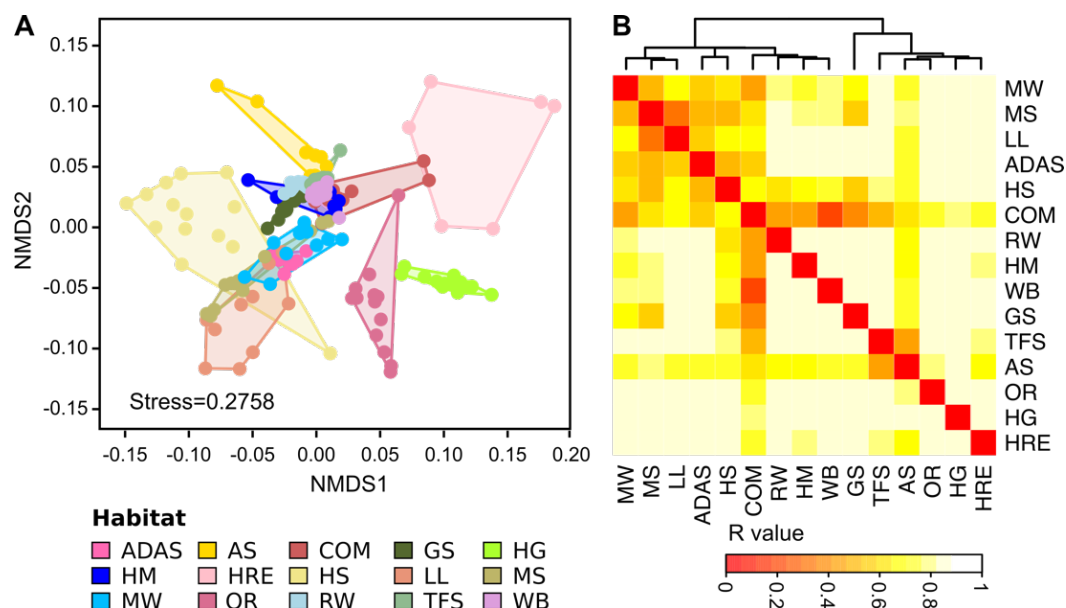 A
B
0.15
0.10
0.05
0.00
-0.05
-0.10
-0.15
NMDS2
Stress=0.2758
-0.15 -0.10 -0.05 0.00 0.05 0.10 0.15 0.20
NMDS1
Habitat
ADAS AS COM GS HG
HM HRE HS LL MS
MW OR RW TFS WB
MW
MS
LL
ADAS
HS
COM
RW
HM
WB
GS
TFS
AS
OR
HG
HRE
MW MS LL ADAS HS COM RW HM WB GS TFS AS OR HG HRE
R value
0 0.2 0.4 0.6 0.8 1